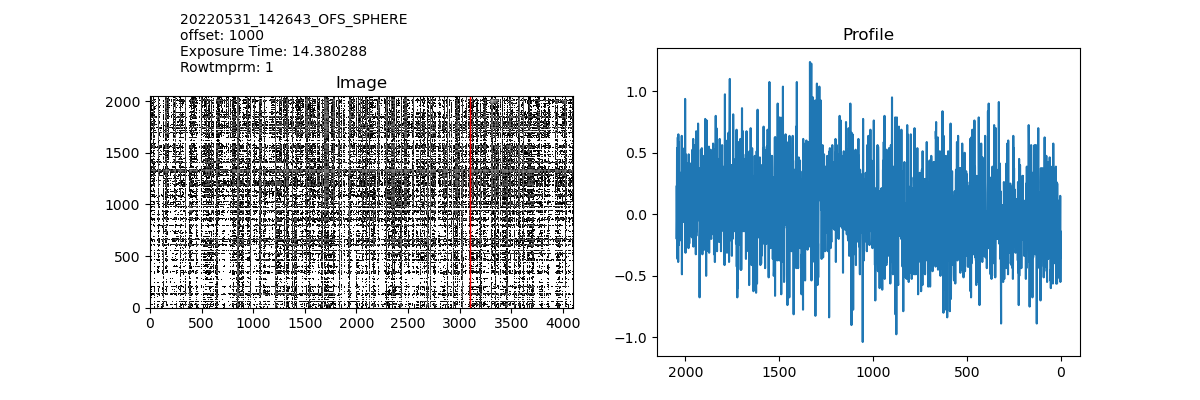 20220531_142643_OFS_SPHERE
offset: 1000
Exposure Time: 14.380288
Rowtmprm: 1
Image
2000
1500
1000
500
0
0 500 1000 1500 2000 2500 3000 3500 4000
Profile
1.0
0.5
0.0
−0.5
−1.0
2000 1500 1000 500 0